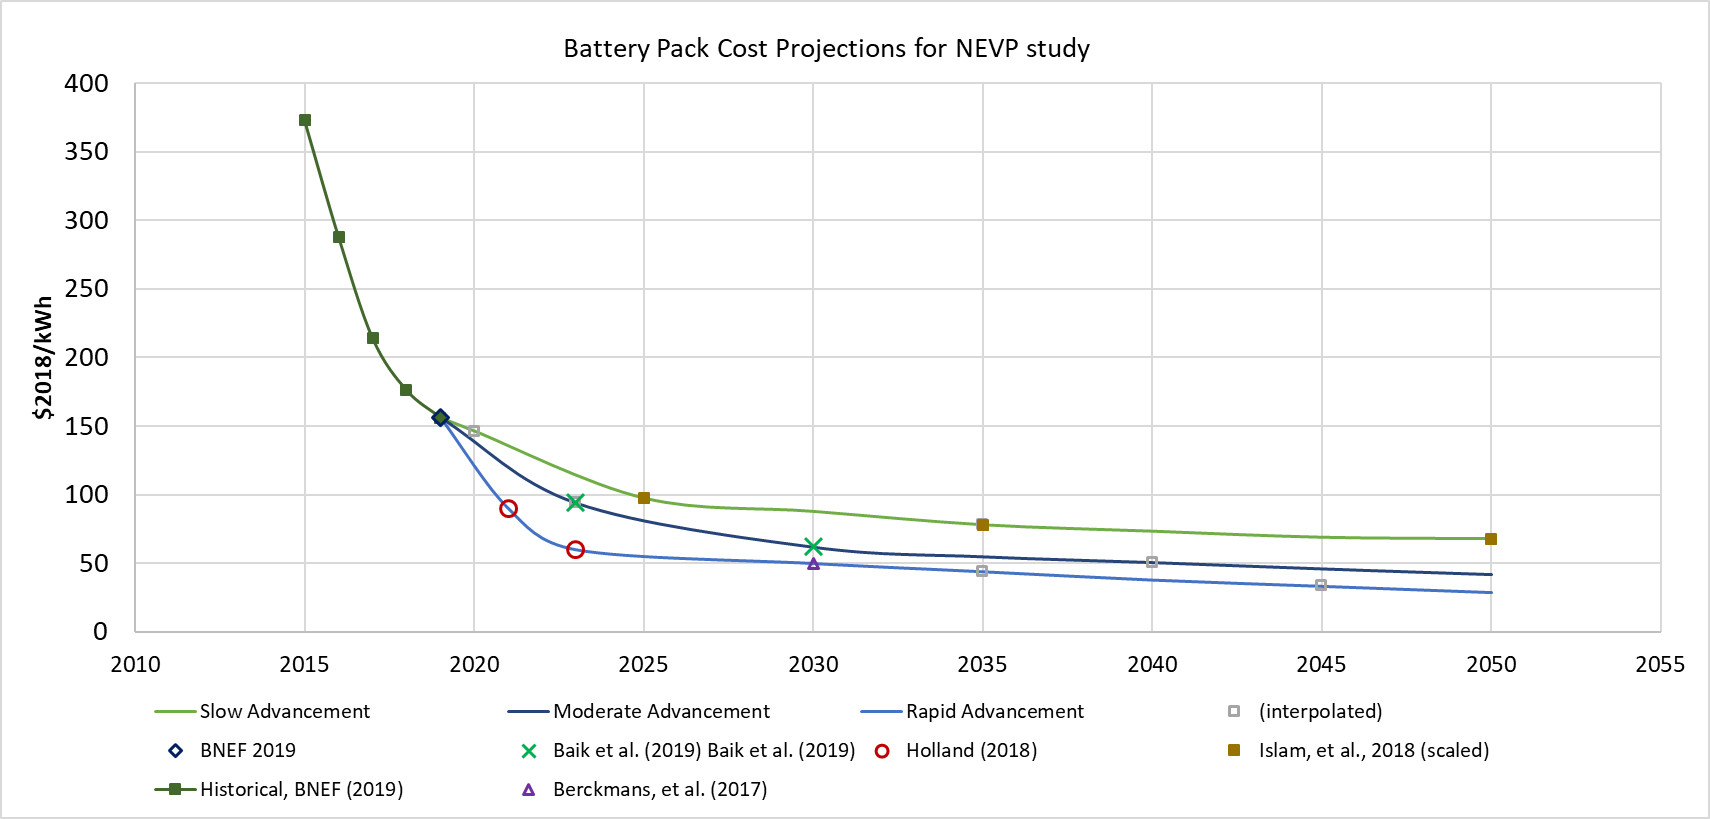 Battery Pack Cost Projections for NEVP study
400
350
300
250
200
150
100
50
0
$2018/kWh
2010 2015 2020 2025 2030 2035 2040 2045 2050 2055
Slow Advancement Moderate Advancement Rapid Advancement (interpolated)
BNEF 2019 Baik et al. (2019) Baik et al. (2019) Holland (2018) Islam, et al., 2018 (scaled)
Historical, BNEF (2019) Berckmans, et al. (2017)